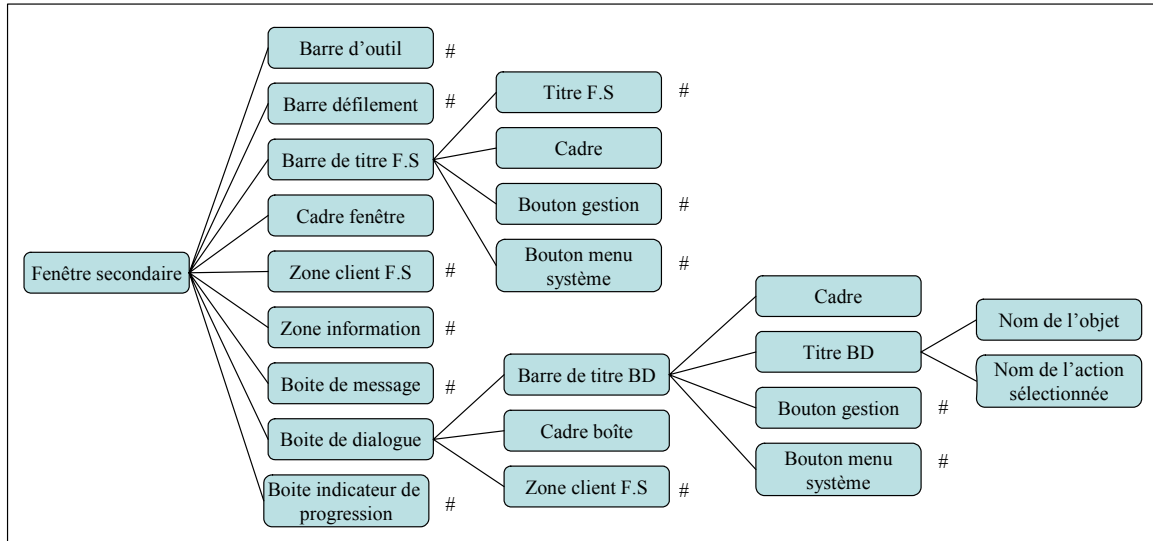 Barre d’outil #
Titre F.S #
Barre défilement #
Cadre
Barre de titre F.S
Bouton gestion #
Cadre fenêtre
Bouton menu
système #
Fenêtre secondaire
Zone client F.S #
Cadre
Zone information #
Nom de l’objet
Titre BD
Boite de message #
Barre de titre BD
Nom de l’action
sélectionnée
Bouton gestion #
Boite de dialogue
Cadre boîte
Bouton menu
système #
Boite indicateur de
progression #
Zone client F.S #